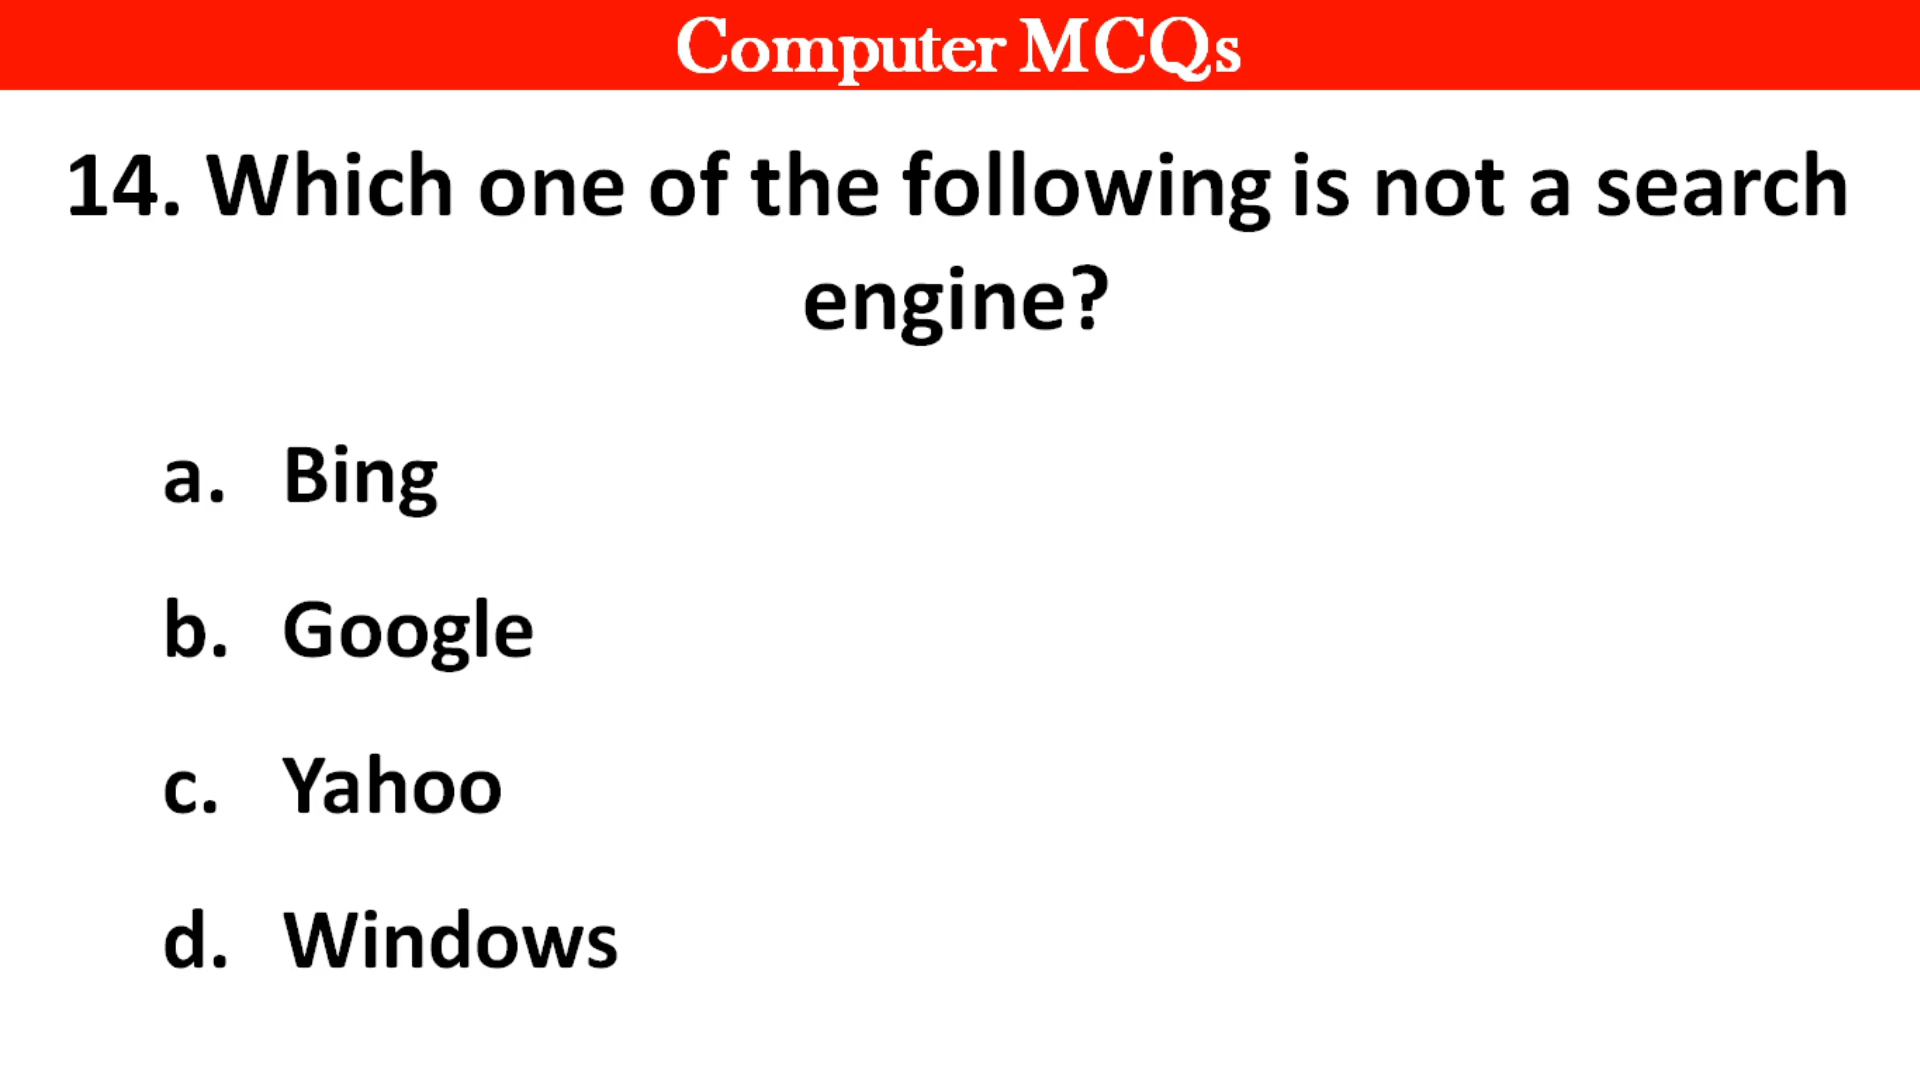 Computer MCQs
14. Which one of the following is not a search
engine?
a. Bing
b. Google
c. Yahoo
d. Windows